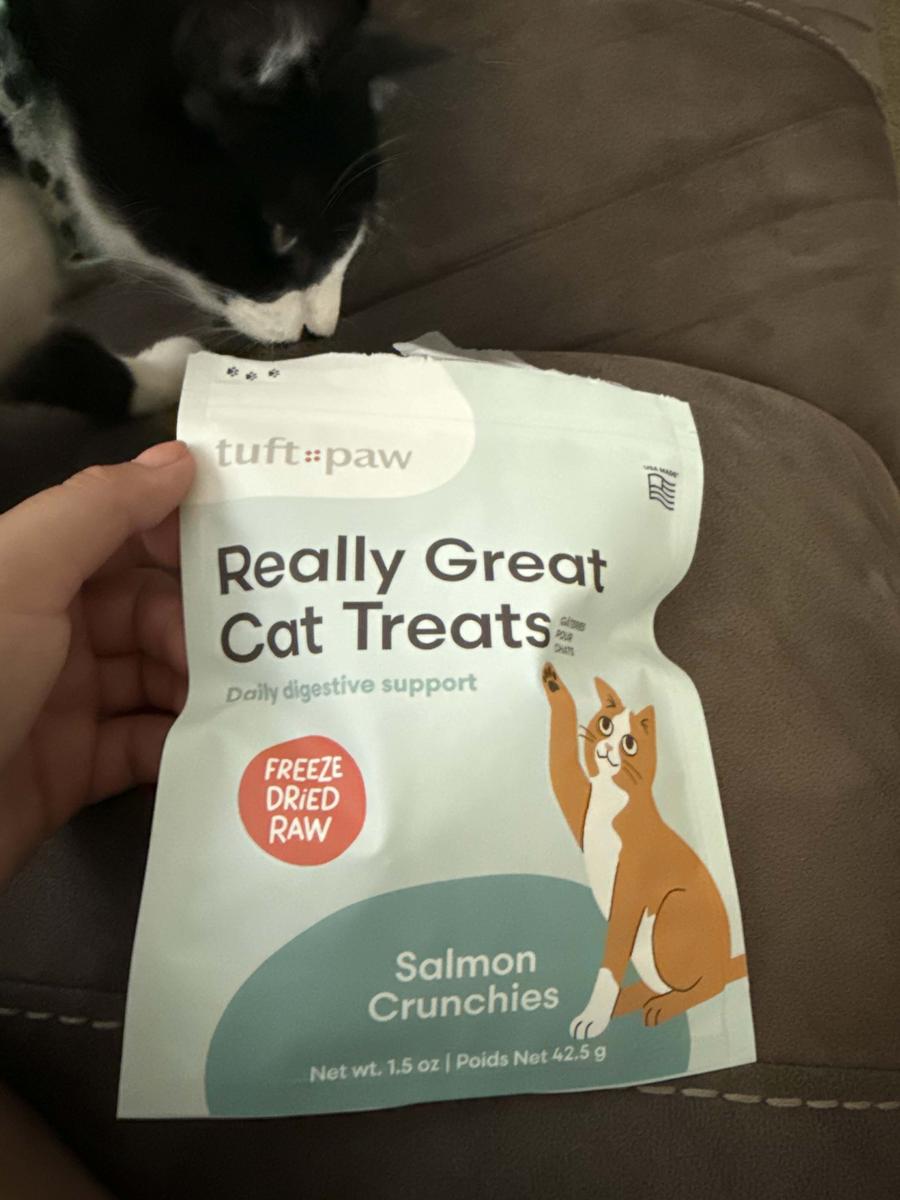 tuft::paw
USA MADE*
Really Great
Cat Treats
GÂTERIES
POUR
CHATS
Daily digestive support
FREEZE
DRiED
RAW
Salmon
Crunchies
Net wt. 1.5 oz | Poids Net 42.5 g